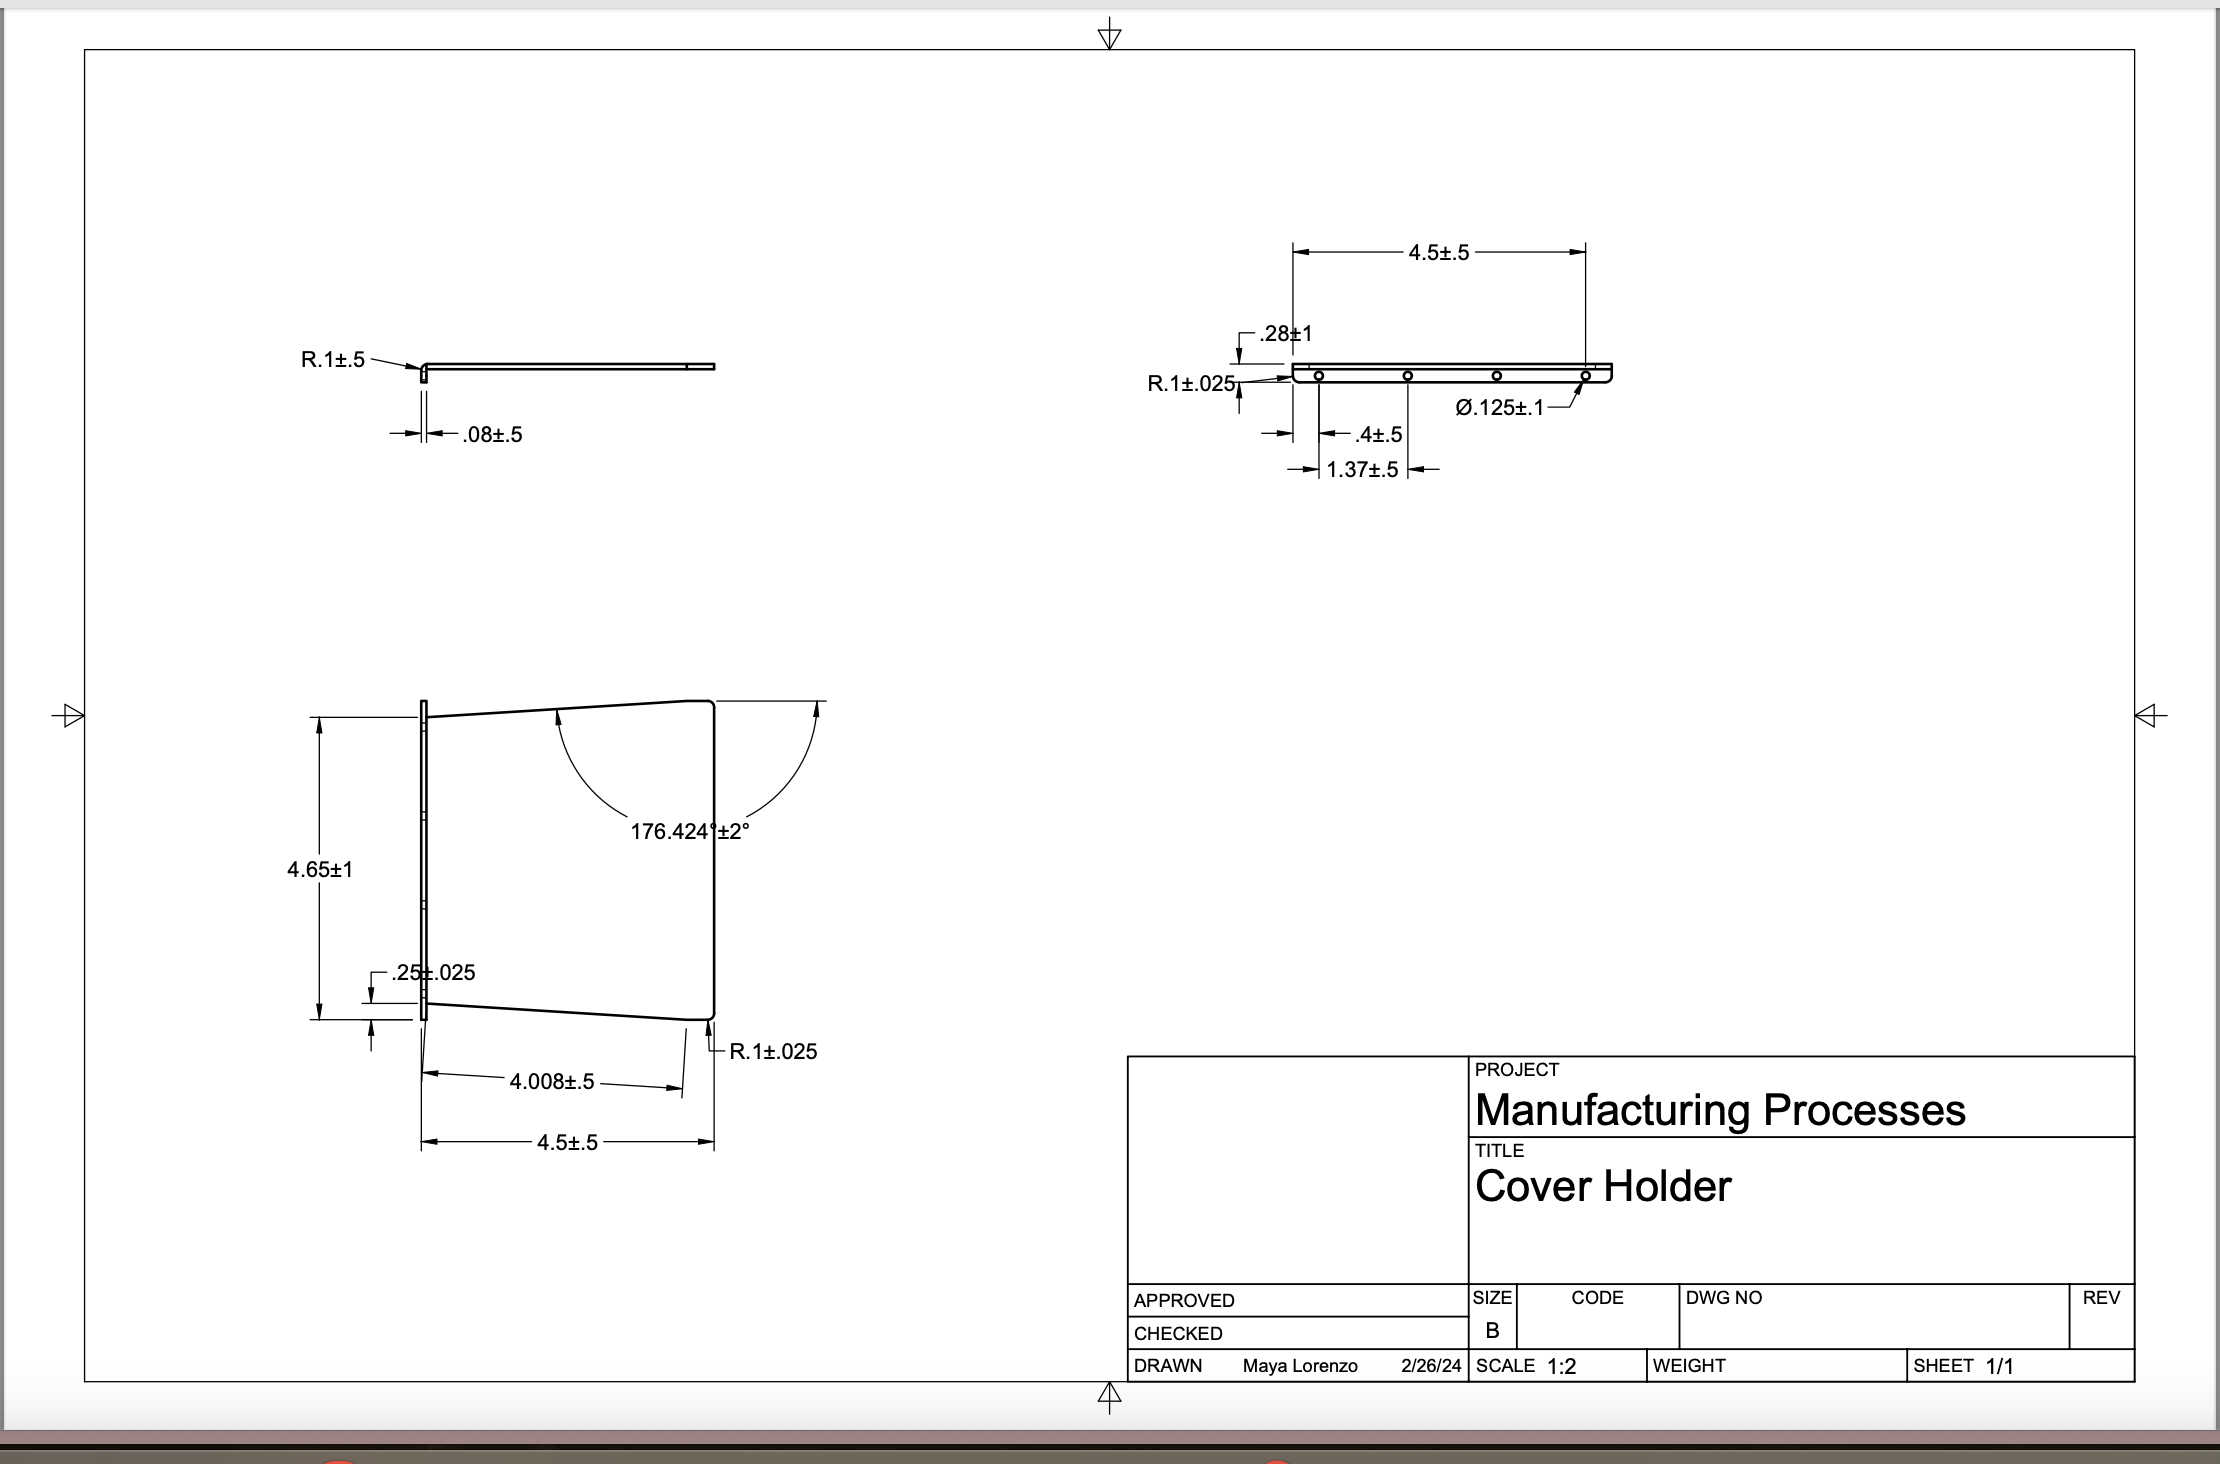 4.5±.5
.28±1
R.1±.5
R.1±.025
Ø.125±.1
.08±.5
.4±.5
1.37±.5
176.424°±2°
4.65±1
.25±.025
R.1±.025
4.008±.5
4.5±.5
PROJECT
Manufacturing Processes
TITLE
Cover Holder
APPROVED
SIZE CODE DWG NO REV
B
CHECKED
DRAWN Maya Lorenzo 2/26/24 SCALE 1:2 WEIGHT SHEET 1/1